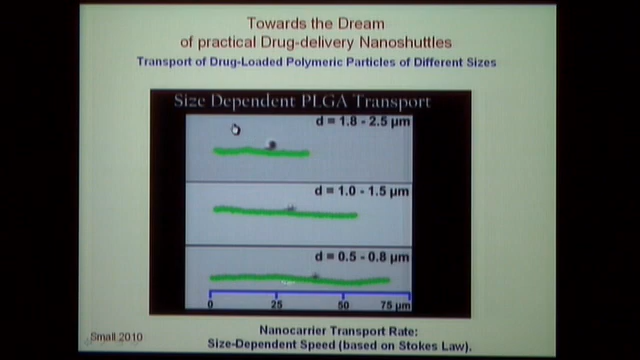 Towards the Dream
of practical Drug-delivery Nanoshuttles
Transport of Drug-Loaded Polymeric Particles of Different Sizes
Size Dependent PLGA Transport
d = 1.8 - 2.5 µm
d = 1.0 - 1.5 µm
d = 0.5 - 0.8 µm
0 25 50 75 µm
Small 2010
Nanocarrier Transport Rate:
Size-Dependent Speed (based on Stokes Law).